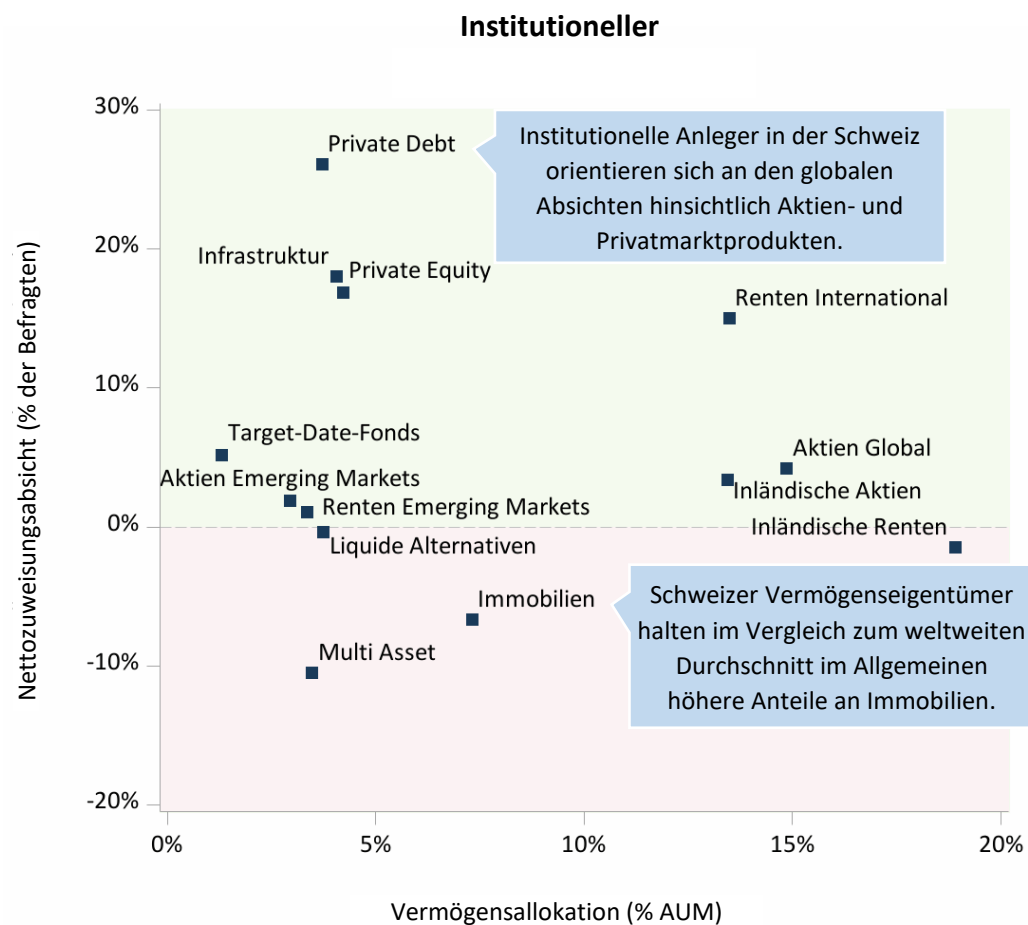 Institutioneller
Nettozuweisungsabsicht (% der Befragten)
30%
20%
10%
0%
-10%
-20%
Private Debt
Institutionelle Anleger in der Schweiz
orientieren sich an den globalen
Absichten hinsichtlich Aktien- und
Privatmarktprodukten.
Infrastruktur
Private Equity
Renten International
Target-Date-Fonds
Aktien Global
Aktien Emerging Markets
Inländische Aktien
Renten Emerging Markets
Inländische Renten
Liquide Alternativen
Immobilien
Schweizer Vermögenseigentümer
halten im Vergleich zum weltweiten
Durchschnitt im Allgemeinen
höhere Anteile an Immobilien.
Multi Asset
0%
5%
10%
15%
20%
Vermögensallokation (% AUM)